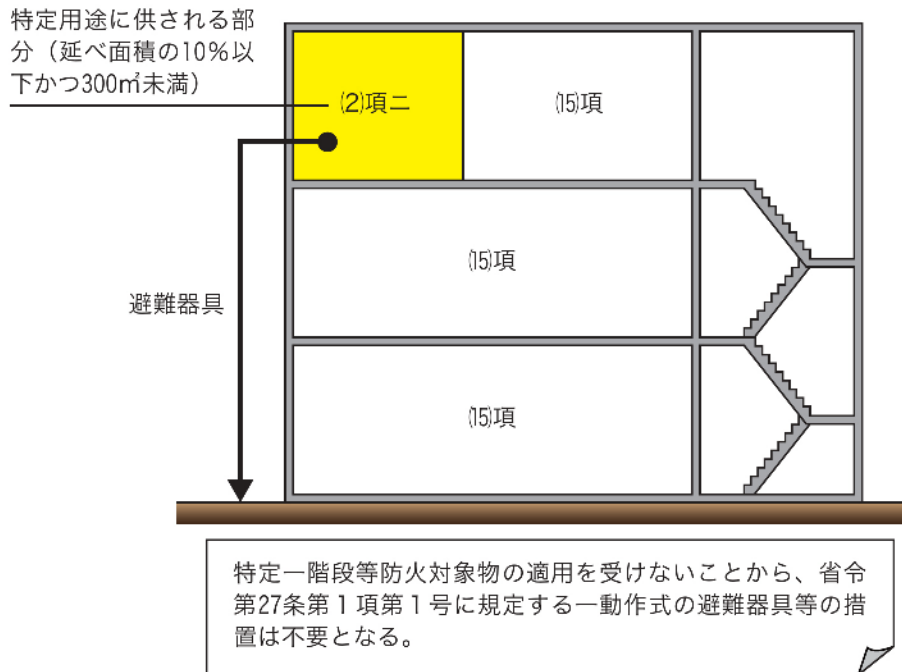 特定用途に供される部
分（延べ面積の10％以
下かつ300㎡未満）
⑵項ニ
⒂項
⒂項
避難器具
⒂項
特定一階段等防火対象物の適用を受けないことから、省令
第27条第１項第１号に規定する一動作式の避難器具等の措
置は不要となる。